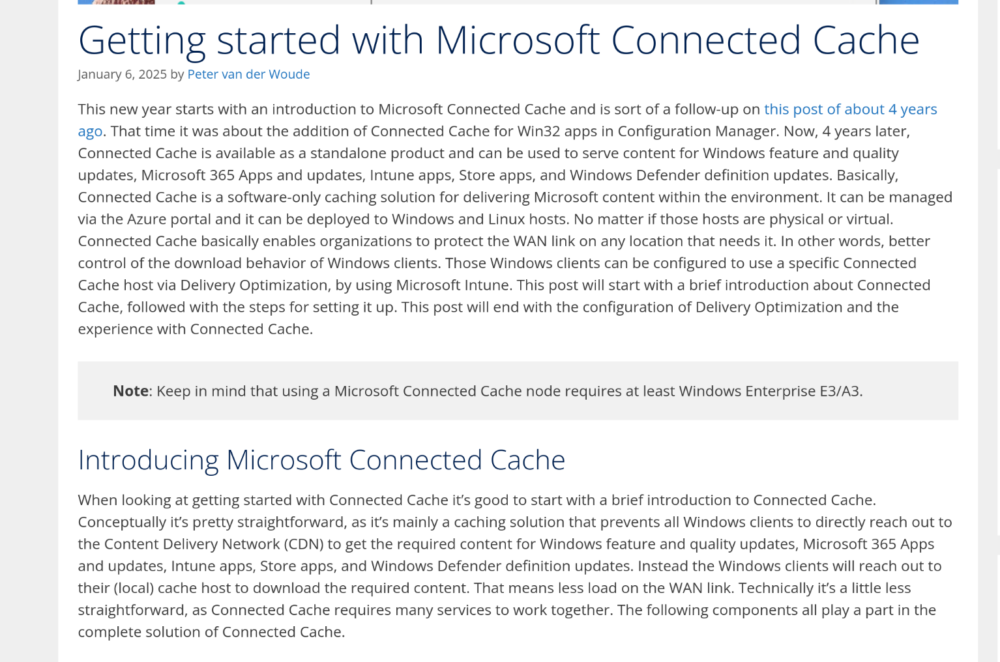 Getting started with Microsoft Connected Cache
January 6, 2025 by Peter van der Woude
This new year starts with an introduction to Microsoft Connected Cache and is sort of a follow-up on this post of about 4 years
ago. That time it was about the addition of Connected Cache for Win32 apps in Configuration Manager. Now, 4 years later,
Connected Cache is available as a standalone product and can be used to serve content for Windows feature and quality
updates, Microsoft 365 Apps and updates, Intune apps, Store apps, and Windows Defender definition updates. Basically,
Connected Cache is a software-only caching solution for delivering Microsoft content within the environment. It can be managed
via the Azure portal and it can be deployed to Windows and Linux hosts. No matter if those hosts are physical or virtual.
Connected Cache basically enables organizations to protect the WAN link on any location that needs it. In other words, better
control of the download behavior of Windows clients. Those Windows clients can be configured to use a specific Connected
Cache host via Delivery Optimization, by using Microsoft Intune. This post will start with a brief introduction about Connected
Cache, followed with the steps for setting it up. This post will end with the configuration of Delivery Optimization and the
experience with Connected Cache.
Note: Keep in mind that using a Microsoft Connected Cache node requires at least Windows Enterprise E3/A3.
Introducing Microsoft Connected Cache
When looking at getting started with Connected Cache it’s good to start with a brief introduction to Connected Cache.
Conceptually it’s pretty straightforward, as it’s mainly a caching solution that prevents all Windows clients to directly reach out to
the Content Delivery Network (CDN) to get the required content for Windows feature and quality updates, Microsoft 365 Apps
and updates, Intune apps, Store apps, and Windows Defender definition updates. Instead the Windows clients will reach out to
their (local) cache host to download the required content. That means less load on the WAN link. Technically it’s a little less
straightforward, as Connected Cache requires many services to work together. The following components all play a part in the
complete solution of Connected Cache.